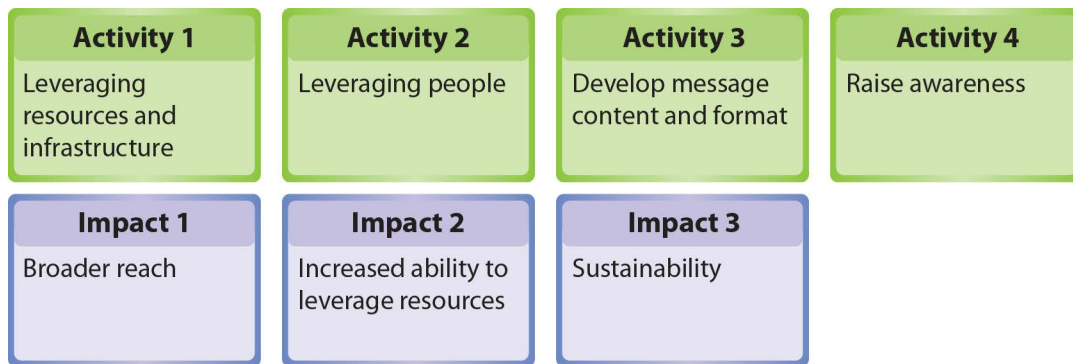 Activity 1
Leveraging
resources and
infrastructure
Activity 2
Leveraging people
Activity 3
Develop message
content and format
Activity 4
Raise awareness
Impact 1
Broader reach
Impact 2
Increased ability to
leverage resources
Impact 3
Sustainability